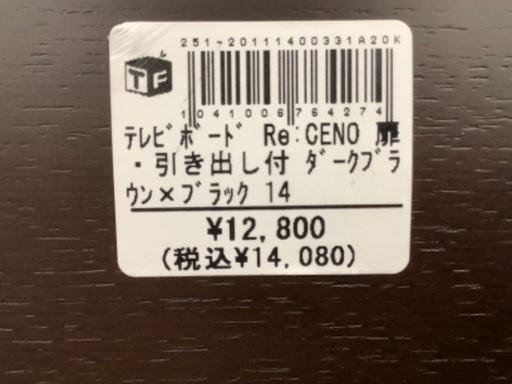 251-20111400331A20K
TF
1041006764274
ﾃﾚﾋﾞﾎﾞｰﾄﾞ Re:CENO 扉
・引き出し付 ﾀﾞｰｸﾌﾞﾗ
ｳﾝ×ﾌﾞﾗｯｸ 14
¥12,800
(税込¥14,080)